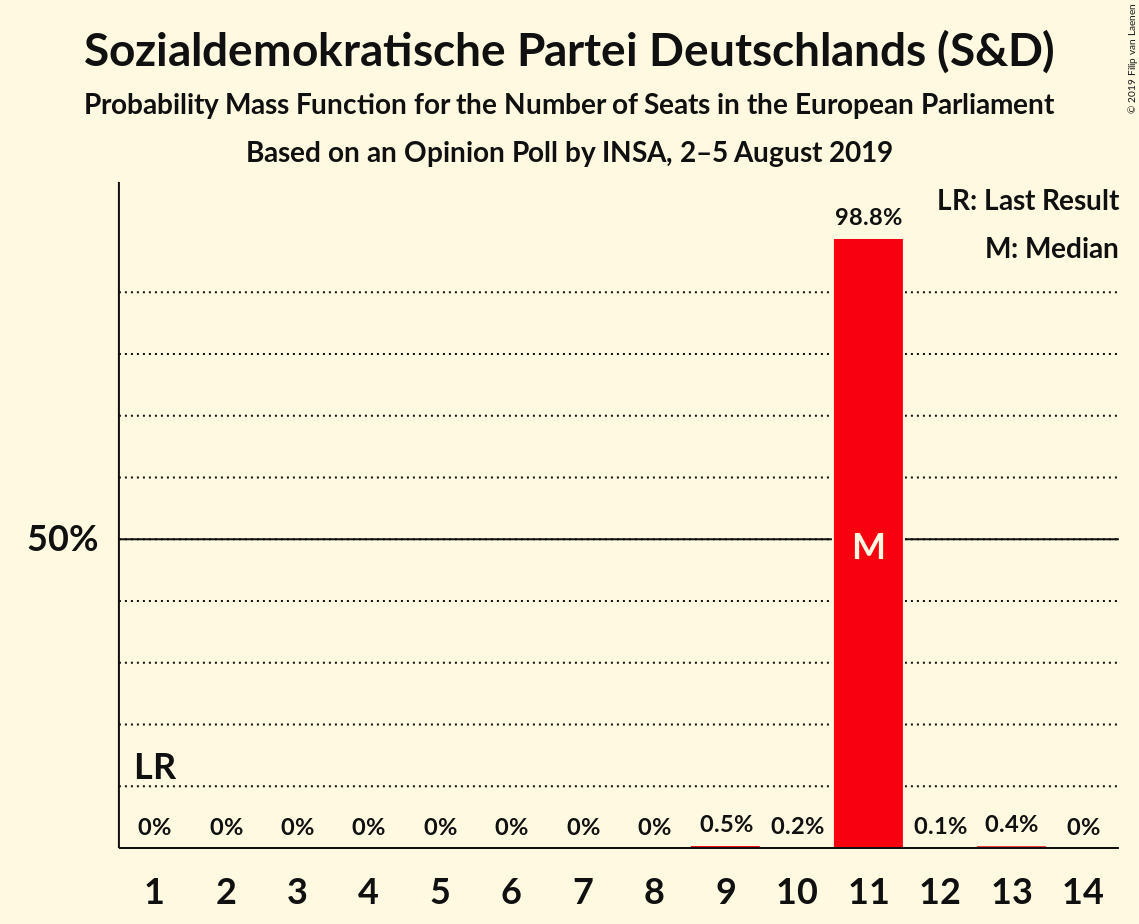 Sozialdemokratische Partei Deutschlands (S&D)
Probability Mass Function for the Number of Seats in the European Parliament
Based on an Opinion Poll by INSA, 2–5 August 2019
© 2019 Filip van Laenen
LR: Last Result
M: Median
98.8%
50%
M
LR
0% 0% 0% 0% 0% 0% 0% 0% 0.5% 0.2% 0.1% 0.4% 0%
1 2 3 4 5 6 7 8 9 10 11 12 13 14